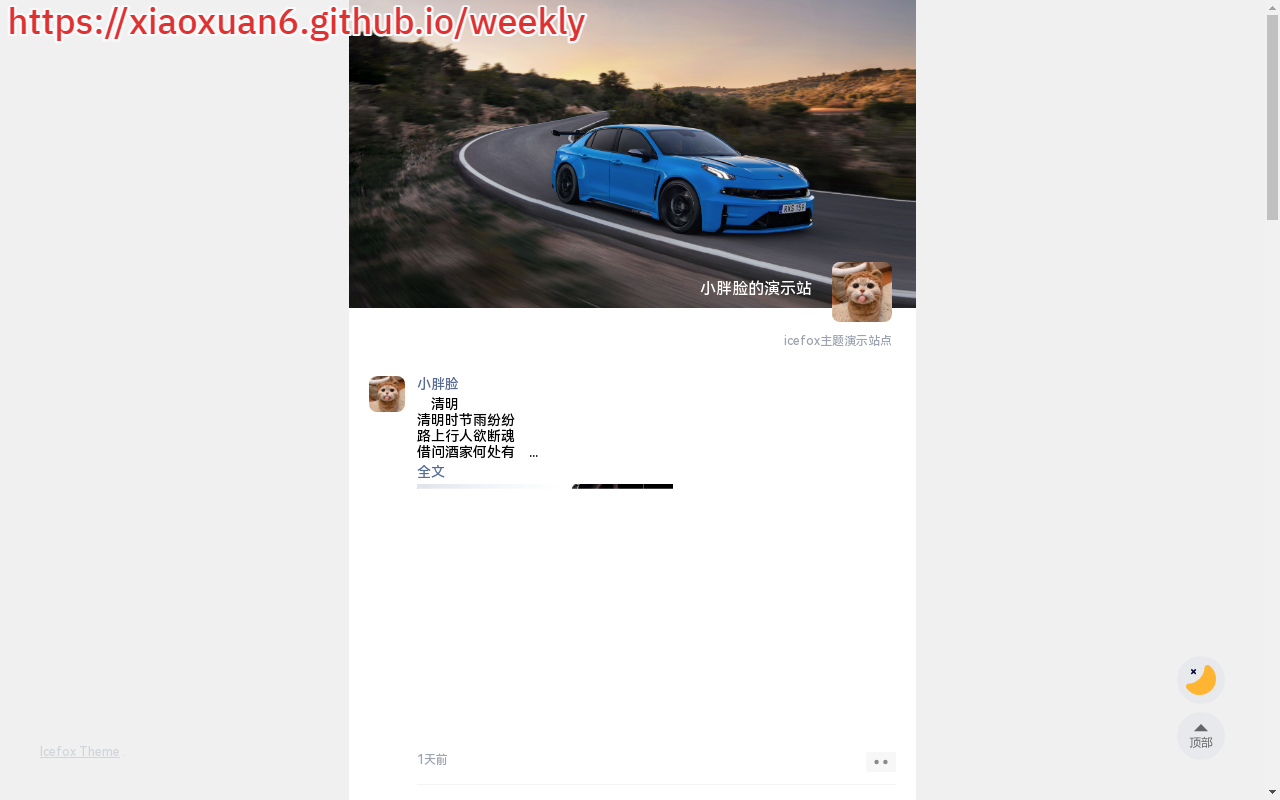 https://xiaoxuan6.github.io/weekly
小胖脸的演示站
icefox主题演示站点
小胖脸
清明
清明时节雨纷纷
路上行人欲断魂
借问酒家何处有 ...
全文
1天前
顶部
Icefox Theme